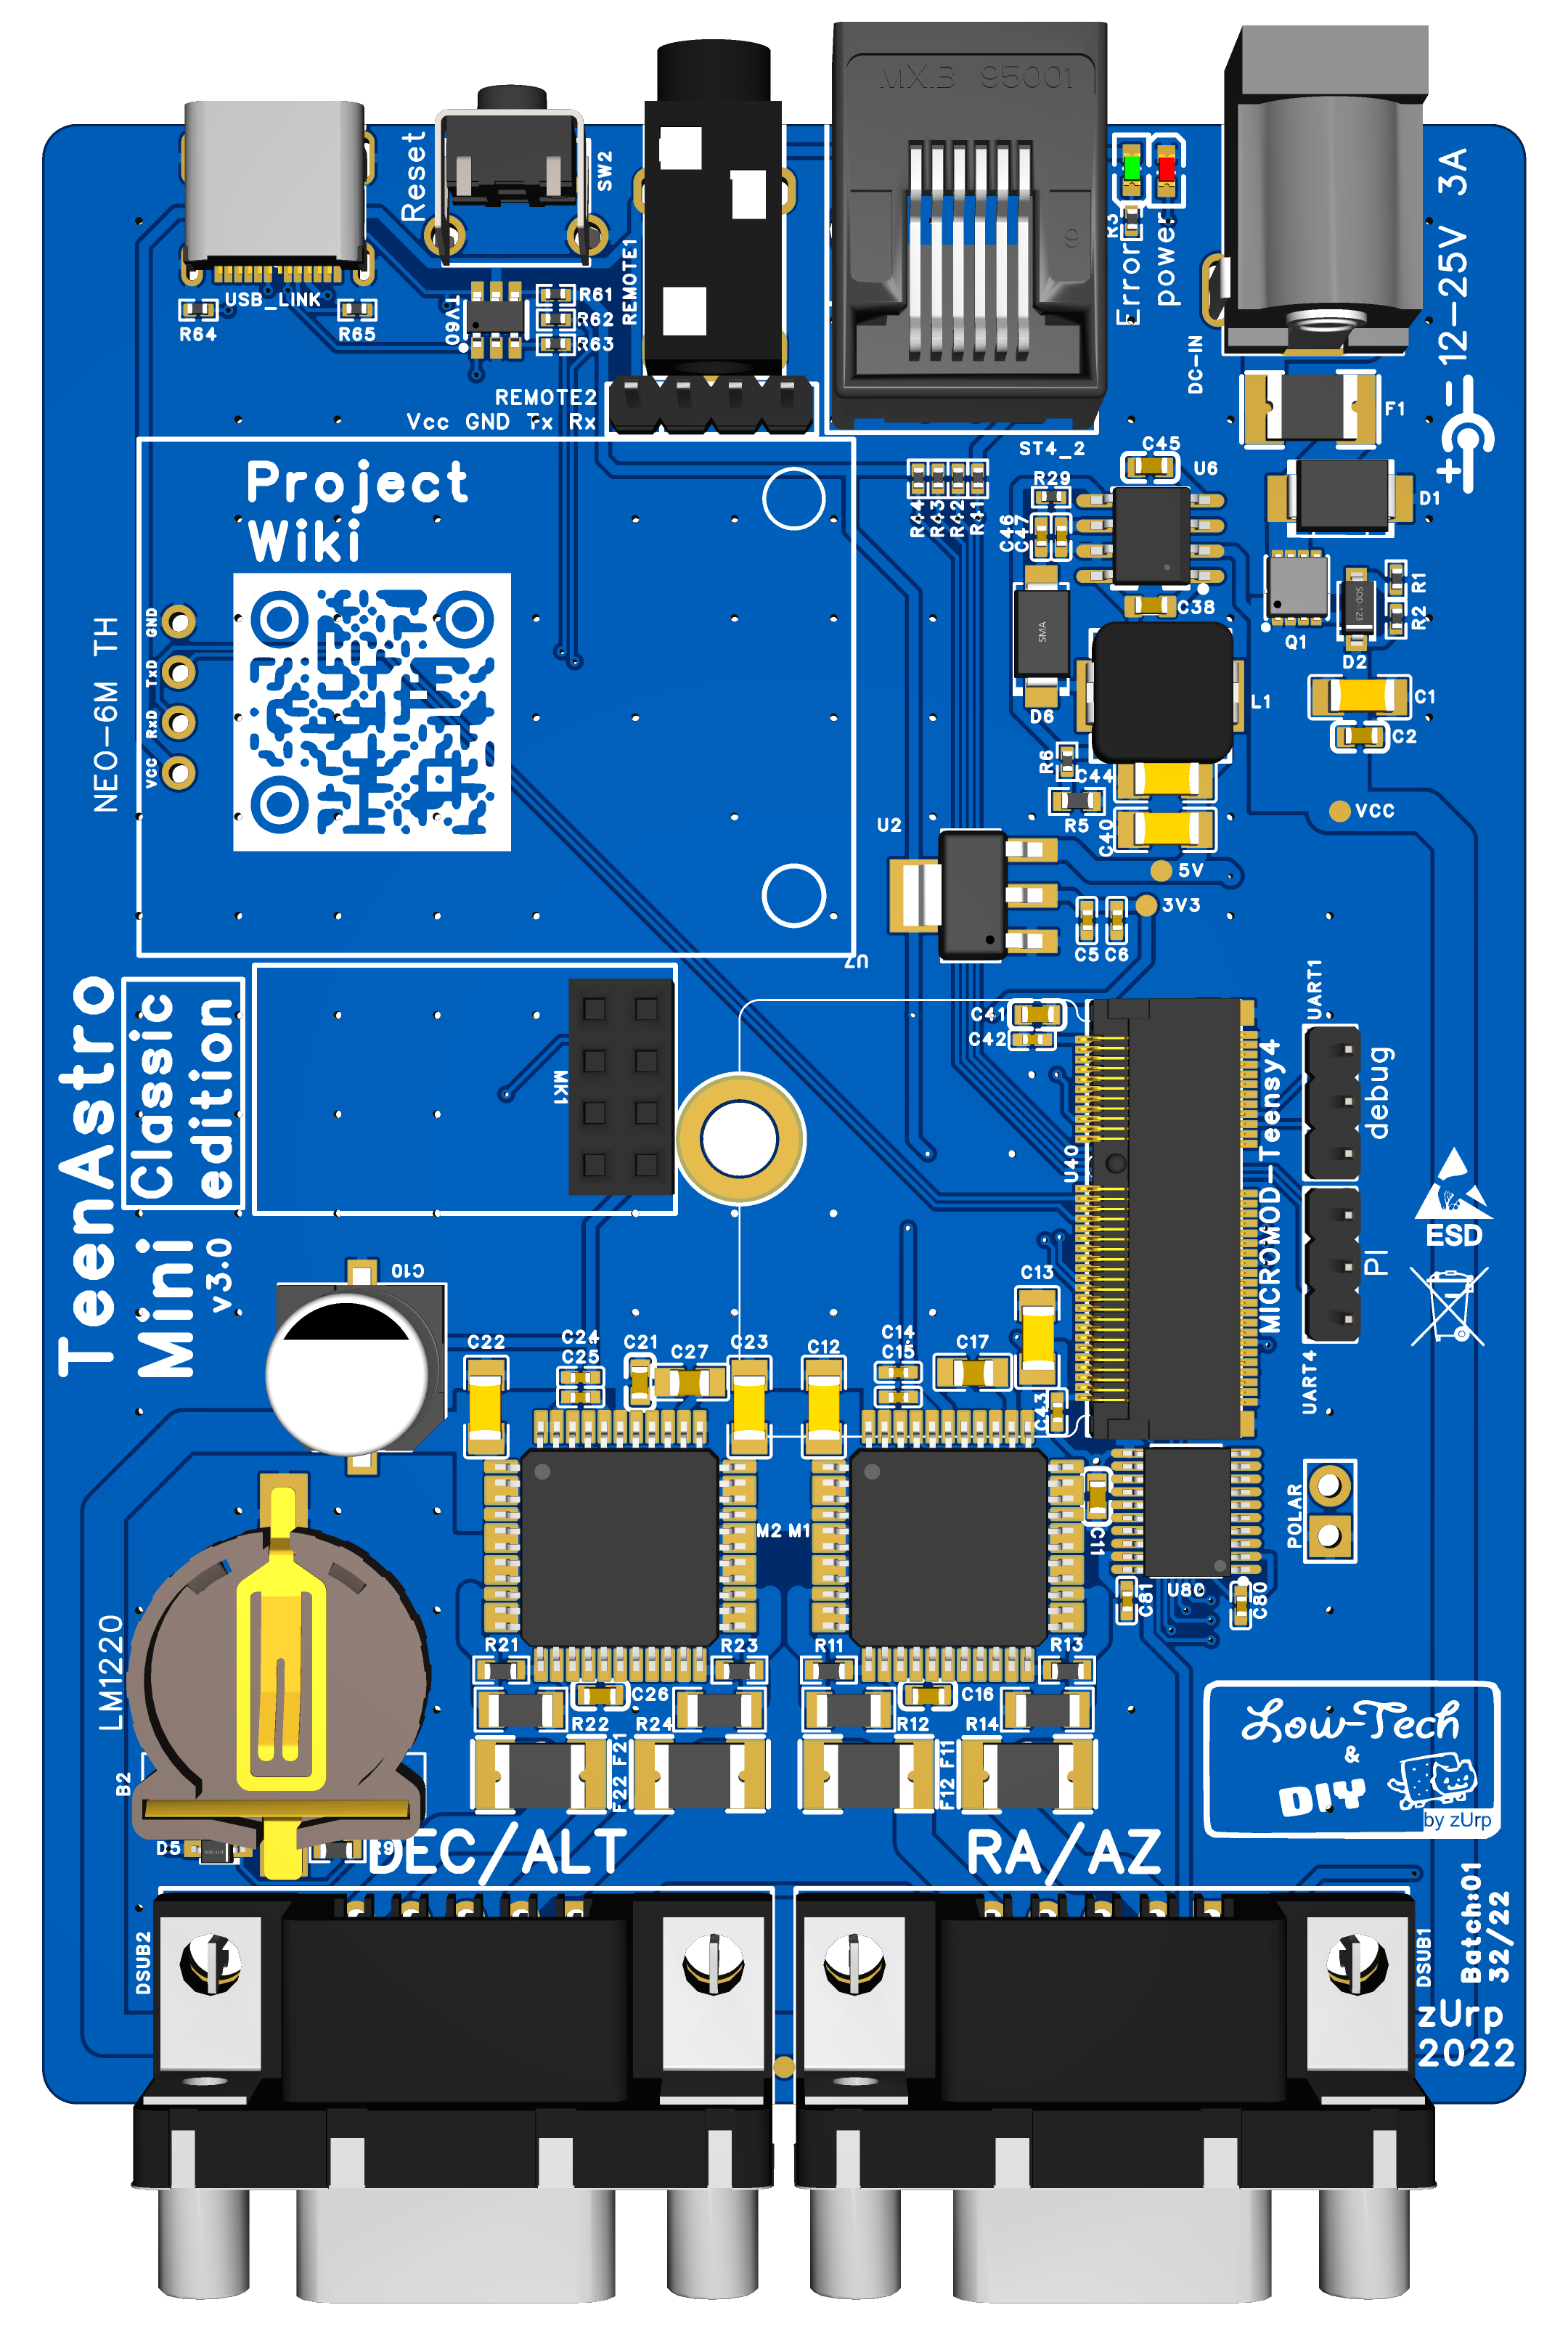 MX.B 95001
6
Reset
SW2
REMOTE1
USB_LINK
R64
R65
TV60
R61
R62
R63
REMOTE2
Vcc GND Tx Rx
R3
Error
power
DC-IN
12-25V 3A
F1
ST4_2
C45
U6
R29
R44
R43
R42
R41
C46
C47
D1
SMA
C38
SOD-123
R1
R2
Q1
D2
D6
L1
C1
C2
R6
C44
R5
C40
VCC
U2
5V
3V3
C5
C6
Project
Wiki
NEO-6M TH
GND
TxD
RxD
VCC
U7
TeenAstro
Mini
v3.0
Classic
edition
MK1
C41
C42
U40
MICROMOD-Teensy4
UART1
debug
PI
UART4
ESD
C10
C13
C22
C24
C25
C21
C27
C23
C12
C14
C15
C17
C43
M2
M1
C11
POLAR
U80
C81
C80
LM1220
R21
R23
R11
R13
C26
C16
R22
R24
R12
R14
F21
F22
F11
F12
B2
D5
R9
DEC/ALT
RA/AZ
Low-Tech
&
DIY
by zUrp
DSUB2
DSUB1
Batch:01
32/22
zUrp
2022